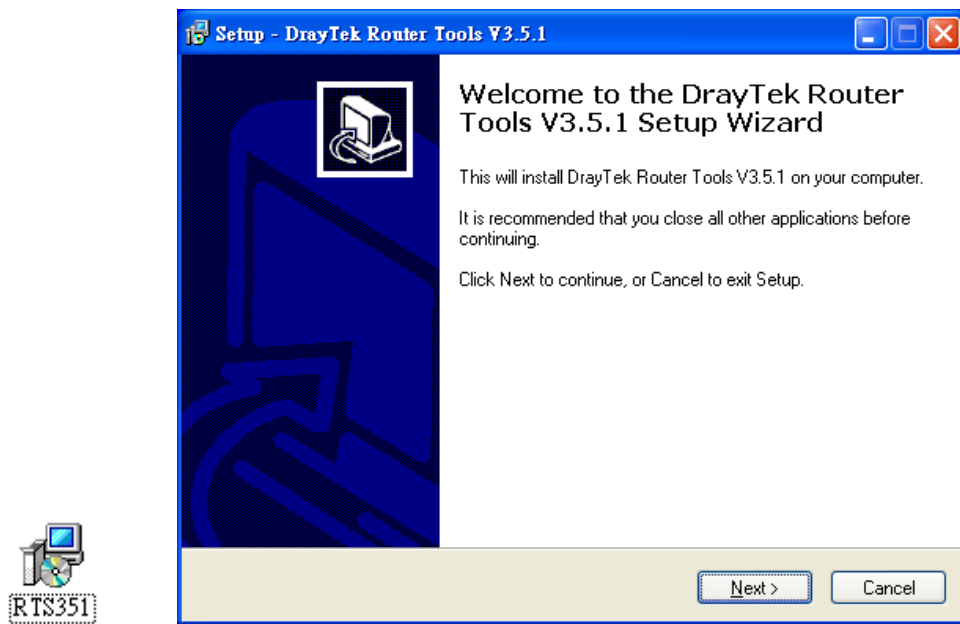 Setup - DrayTek Router Tools V3.5.1
Welcome to the DrayTek Router
Tools V3.5.1 Setup Wizard
This will install DrayTek Router Tools V3.5.1 on your computer.
It is recommended that you close all other applications before
continuing.
Click Next to continue, or Cancel to exit Setup.
Next >
Cancel
RTS351